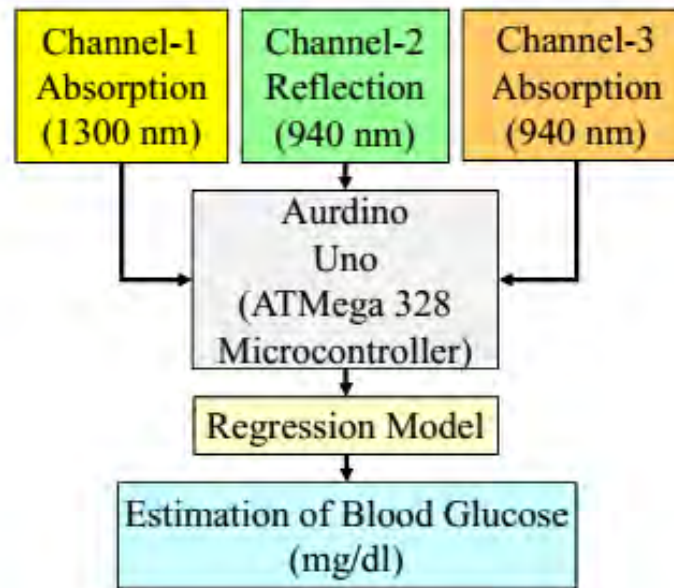 Channel-1
Absorption
(1300 nm)
Channel-2
Reflection
(940 nm)
Channel-3
Absorption
(940 nm)
Aurdino
Uno
(ATMega 328
Microcontroller)
Regression Model
Estimation of Blood Glucose
(mg/dl)